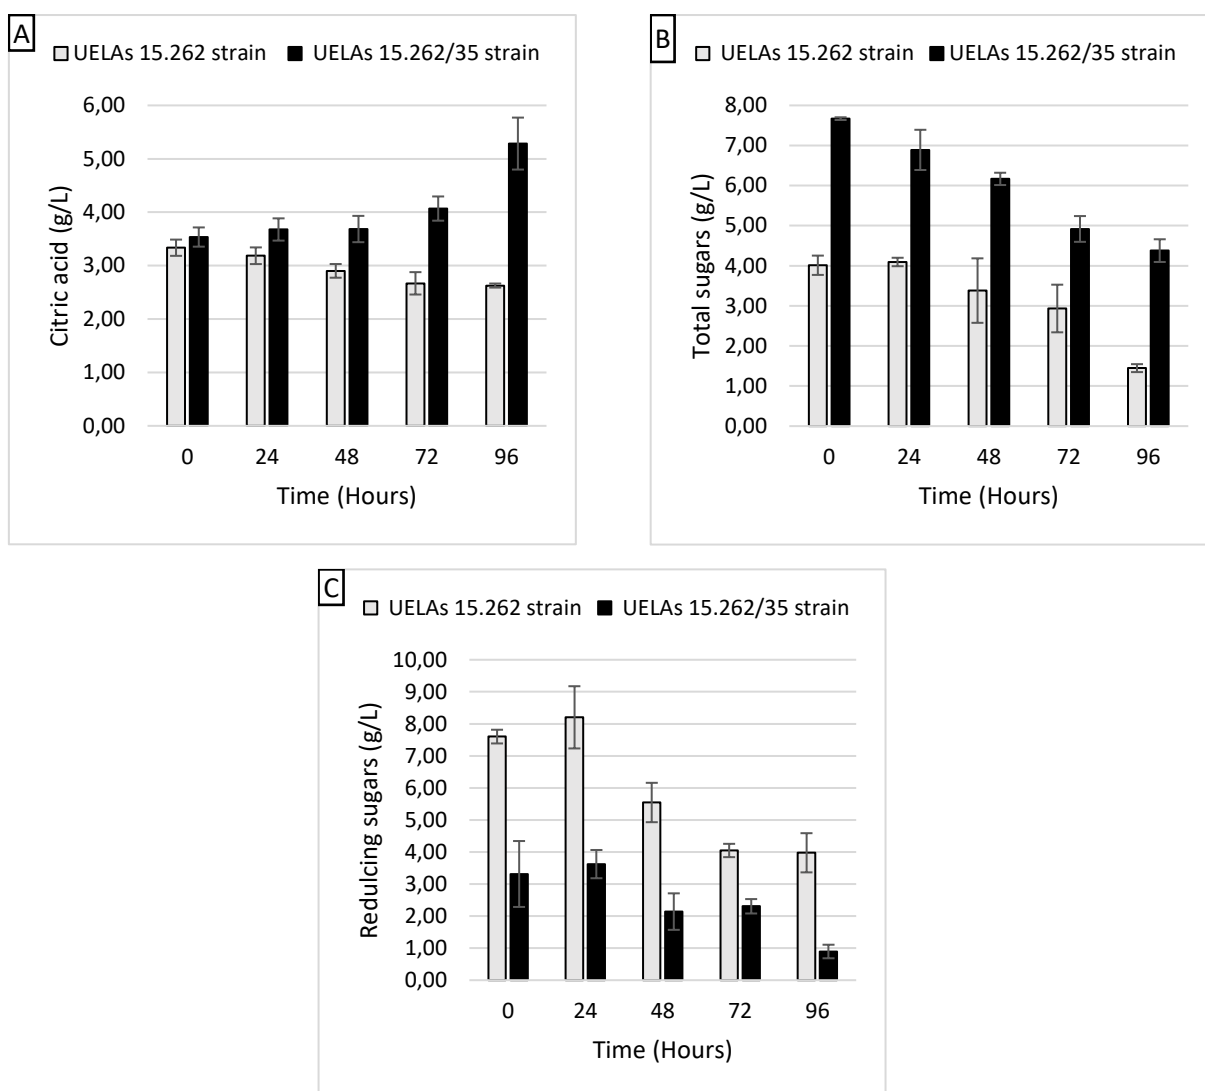 A
UELAs 15.262 strain UELAs 15.262/35 strain
6,00
5,00
4,00
3,00
2,00
1,00
0,00
Citric acid (g/L)
0 24 48 72 96
Time (Hours)
B
UELAs 15.262 strain UELAs 15.262/35 strain
8,00
7,00
6,00
5,00
4,00
3,00
2,00
1,00
0,00
Total sugars (g/L)
0 24 48 72 96
Time (Hours)
C
UELAs 15.262 strain UELAs 15.262/35 strain
10,00
9,00
8,00
7,00
6,00
5,00
4,00
3,00
2,00
1,00
0,00
Redulcing sugars (g/L)
0 24 48 72 96
Time (Hours)